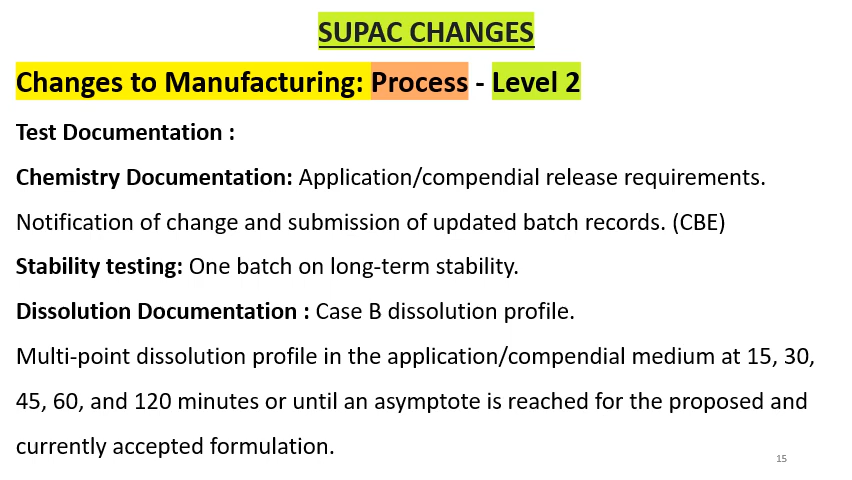 SUPAC CHANGES
Changes to Manufacturing: Process - Level 2
Test Documentation :
Chemistry Documentation: Application/compendial release requirements.
Notification of change and submission of updated batch records. (CBE)
Stability testing: One batch on long-term stability.
Dissolution Documentation : Case B dissolution profile.
Multi-point dissolution profile in the application/compendial medium at 15, 30,
45, 60, and 120 minutes or until an asymptote is reached for the proposed and
currently accepted formulation.
15